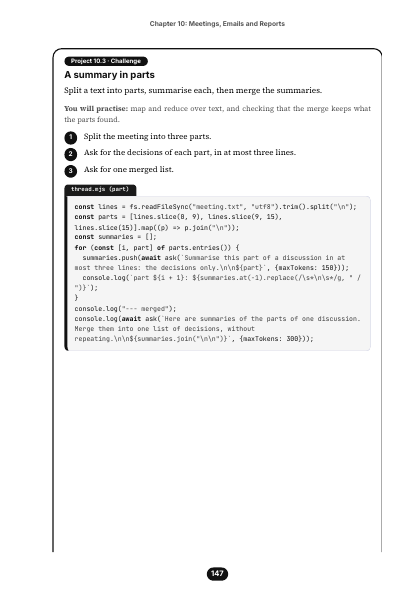 Chapter 10: Meetings, Emails and Reports
Project 10.3 · Challenge
A summary in parts
Split a text into parts, summarise each, then merge the summaries.
You will practise: map and reduce over text, and checking that the merge keeps what
the parts found.
1 Split the meeting into three parts.
2 Ask for the decisions of each part, in at most three lines.
3 Ask for one merged list.
thread.mjs (part)
const lines = fs.readFileSync("meeting.txt", "utf8").trim().split("\n");
const parts = [lines.slice(0, 9), lines.slice(9, 15),
lines.slice(15)].map((p) => p.join("\n"));
const summaries = [];
for (const [i, part] of parts.entries()) {
  summaries.push(await ask(`Summarise this part of a discussion in at
most three lines: the decisions only.\n\n${part}`, {maxTokens: 150}));
  console.log(`part ${i + 1}: ${summaries.at(-1).replace(/\s*\n\s*/g, " /
")}`);
}
console.log("--- merged");
console.log(await ask(`Here are summaries of the parts of one discussion.
Merge them into one list of decisions, without
repeating.\n\n${summaries.join("\n\n")}`, {maxTokens: 300}));
147